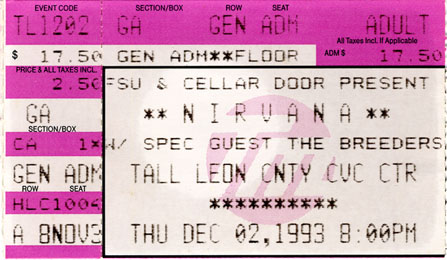 EVENT CODE SECTION/BOX ROW SEAT
TL1202 GA GEN ADM ADULT
All Taxes Incl. If Applicable
$ 17.50 GEN ADM**FLOOR ADM $ 17.50
PRICE & ALL TAXES INCL.
2.50 FSU & CELLAR DOOR PRESENT
GA ** N I R V A N A **
SECTION/BOX
CA 1* W/ SPEC GUEST THE BREEDERS
GEN ADM TALL LEON CNTY CVC CTR
ROW SEAT
HLC1006 **********
A 8NOV3 THU DEC 02,1993 8:00PM